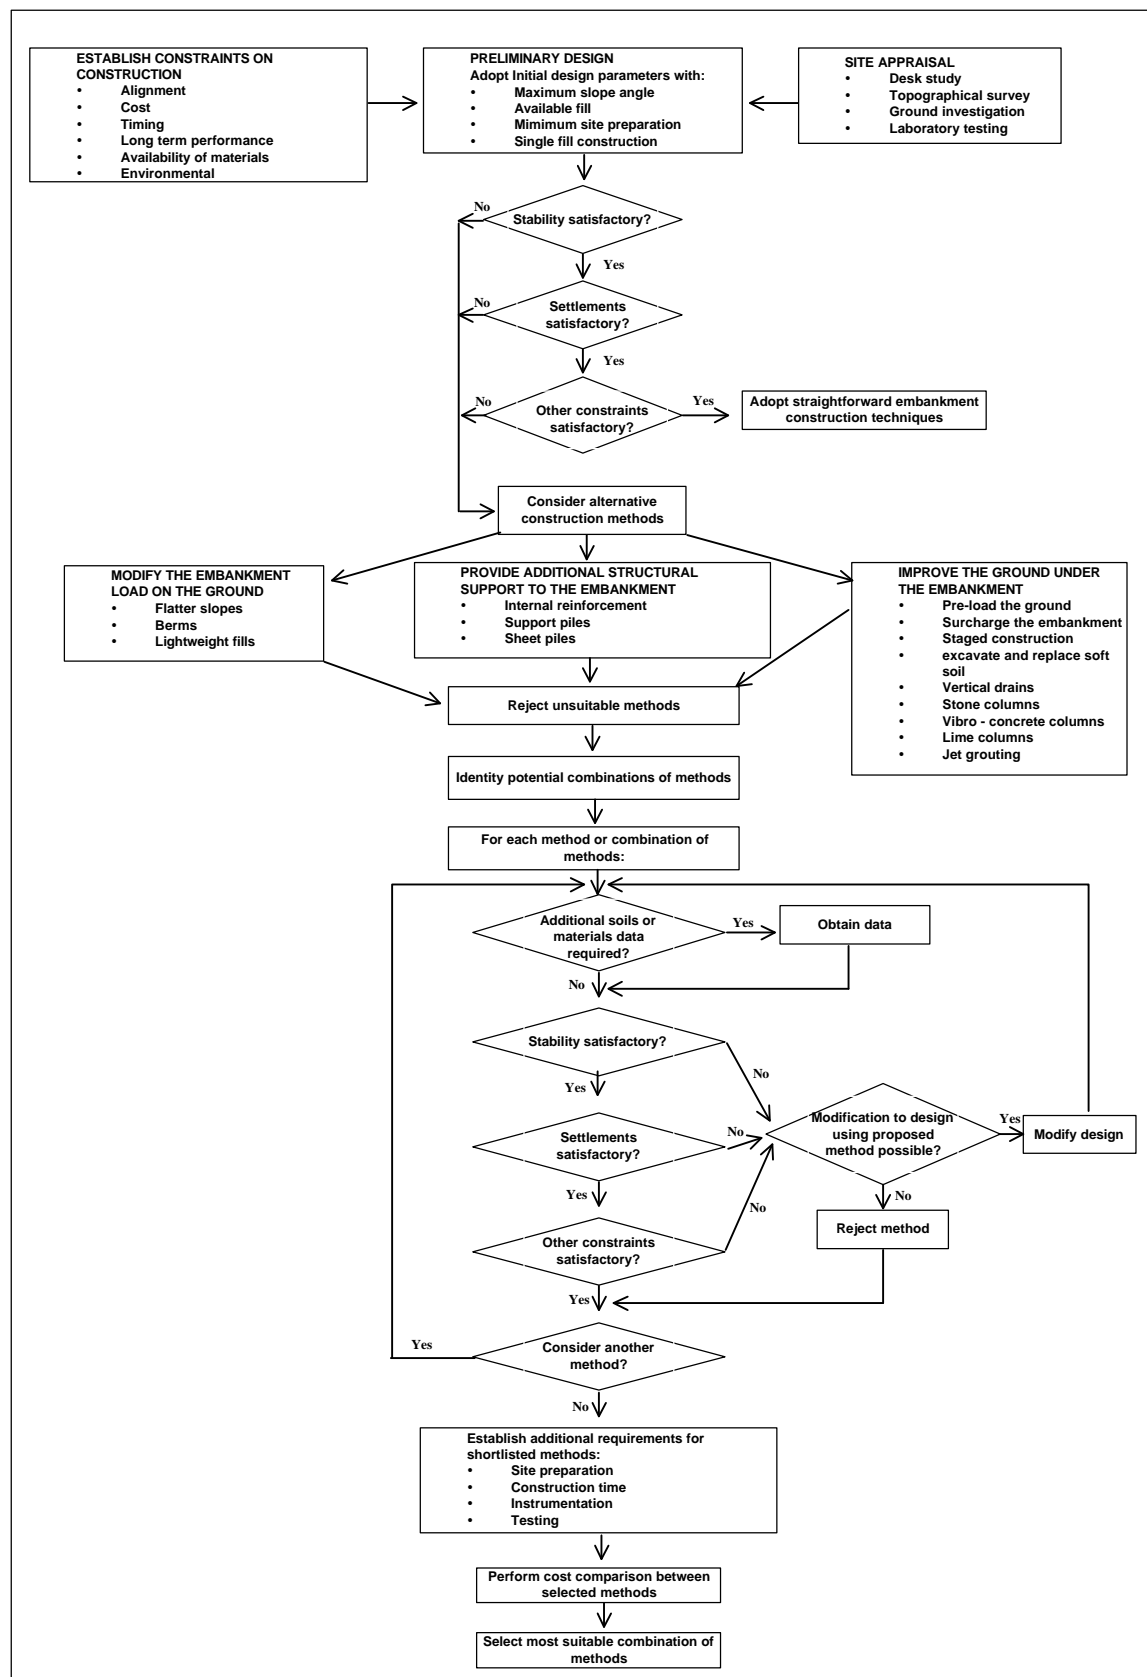 ESTABLISH CONSTRAINTS ON
CONSTRUCTION
• Alignment
• Cost
• Timing
• Long term performance
• Availability of materials
• Environmental
PRELIMINARY DESIGN
Adopt Initial design parameters with:
• Maximum slope angle
• Available fill
• Mimimum site preparation
• Single fill construction
SITE APPRAISAL
• Desk study
• Topographical survey
• Ground investigation
• Laboratory testing
No
Stability satisfactory?
Yes
No
Settlements
satisfactory?
Yes
No
Other constraints
satisfactory?
Yes
Adopt straightforward embankment
construction techniques
Consider alternative
construction methods
MODIFY THE EMBANKMENT
LOAD ON THE GROUND
• Flatter slopes
• Berms
• Lightweight fills
PROVIDE ADDITIONAL STRUCTURAL
SUPPORT TO THE EMBANKMENT
• Internal reinforcement
• Support piles
• Sheet piles
IMPROVE THE GROUND UNDER
THE EMBANKMENT
• Pre-load the ground
• Surcharge the embankment
• Staged construction
• excavate and replace soft
soil
• Vertical drains
• Stone columns
• Vibro - concrete columns
• Lime columns
• Jet grouting
Reject unsuitable methods
Identity potential combinations of methods
For each method or combination of
methods:
Additional soils or
materials data
required?
Yes
Obtain data
No
Stability satisfactory?
No
Yes
Settlements
satisfactory?
No
Modification to design
using proposed
method possible?
Yes
Modify design
Yes
No
No
Reject method
Other constraints
satisfactory?
Yes
Yes
Consider another
method?
No
Establish additional requirements for
shortlisted methods:
• Site preparation
• Construction time
• Instrumentation
• Testing
Perform cost comparison between
selected methods
Select most suitable combination of
methods